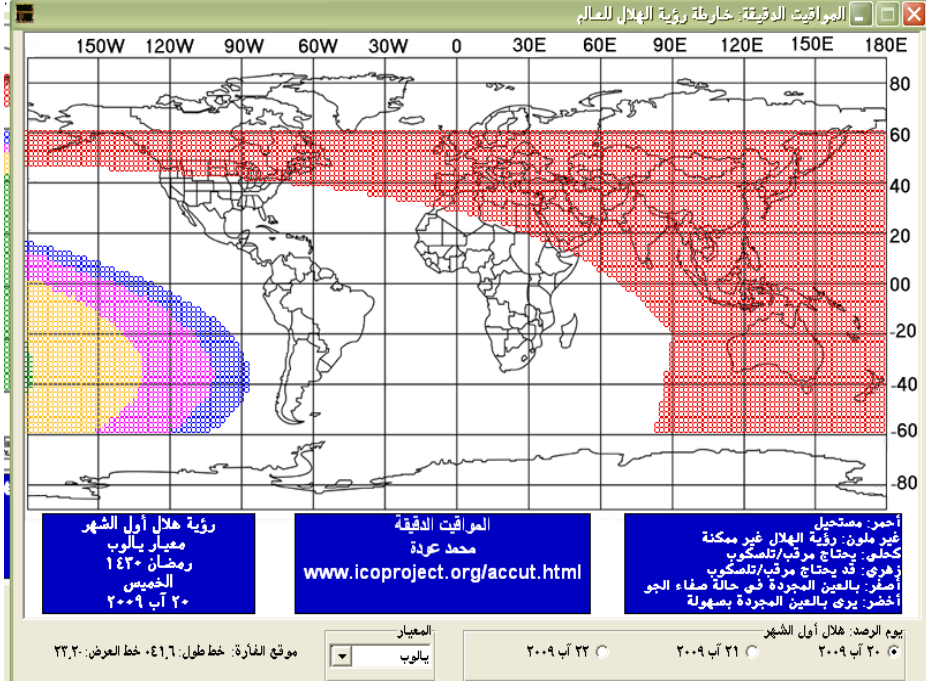 المواقيت الدقيقة: خارطة رؤية الهلال للعالم
150W 120W 90W 60W 30W 0 30E 60E 90E 120E 150E 180E
80
60
40
20
00
-20
-40
-60
-80
أحمر: مستحيل
غير ملون: رؤية الهلال غير ممكنة
كحلي: يحتاج مرقب/تلسكوب
زهري: قد يحتاج مرقب/تلسكوب
أصفر: بالعين المجردة في حالة صفاء الجو
أخضر: يرى بالعين المجردة بسهولة
المواقيت الدقيقة
محمد عودة
www.icoproject.org/accut.html
رؤية هلال أول الشهر
معيار يالوب
رمضان ١٤٣٠
الخميس
٢٠ آب ٢٠٠٩
يوم الرصد: هلال أول الشهر
٢٠ آب ٢٠٠٩
٢١ آب ٢٠٠٩
٢٢ آب ٢٠٠٩
المعيار
يالوب
موقع الفأرة: خط طول: ٠٤١,٦ خط العرض: ٢٣,٢٠